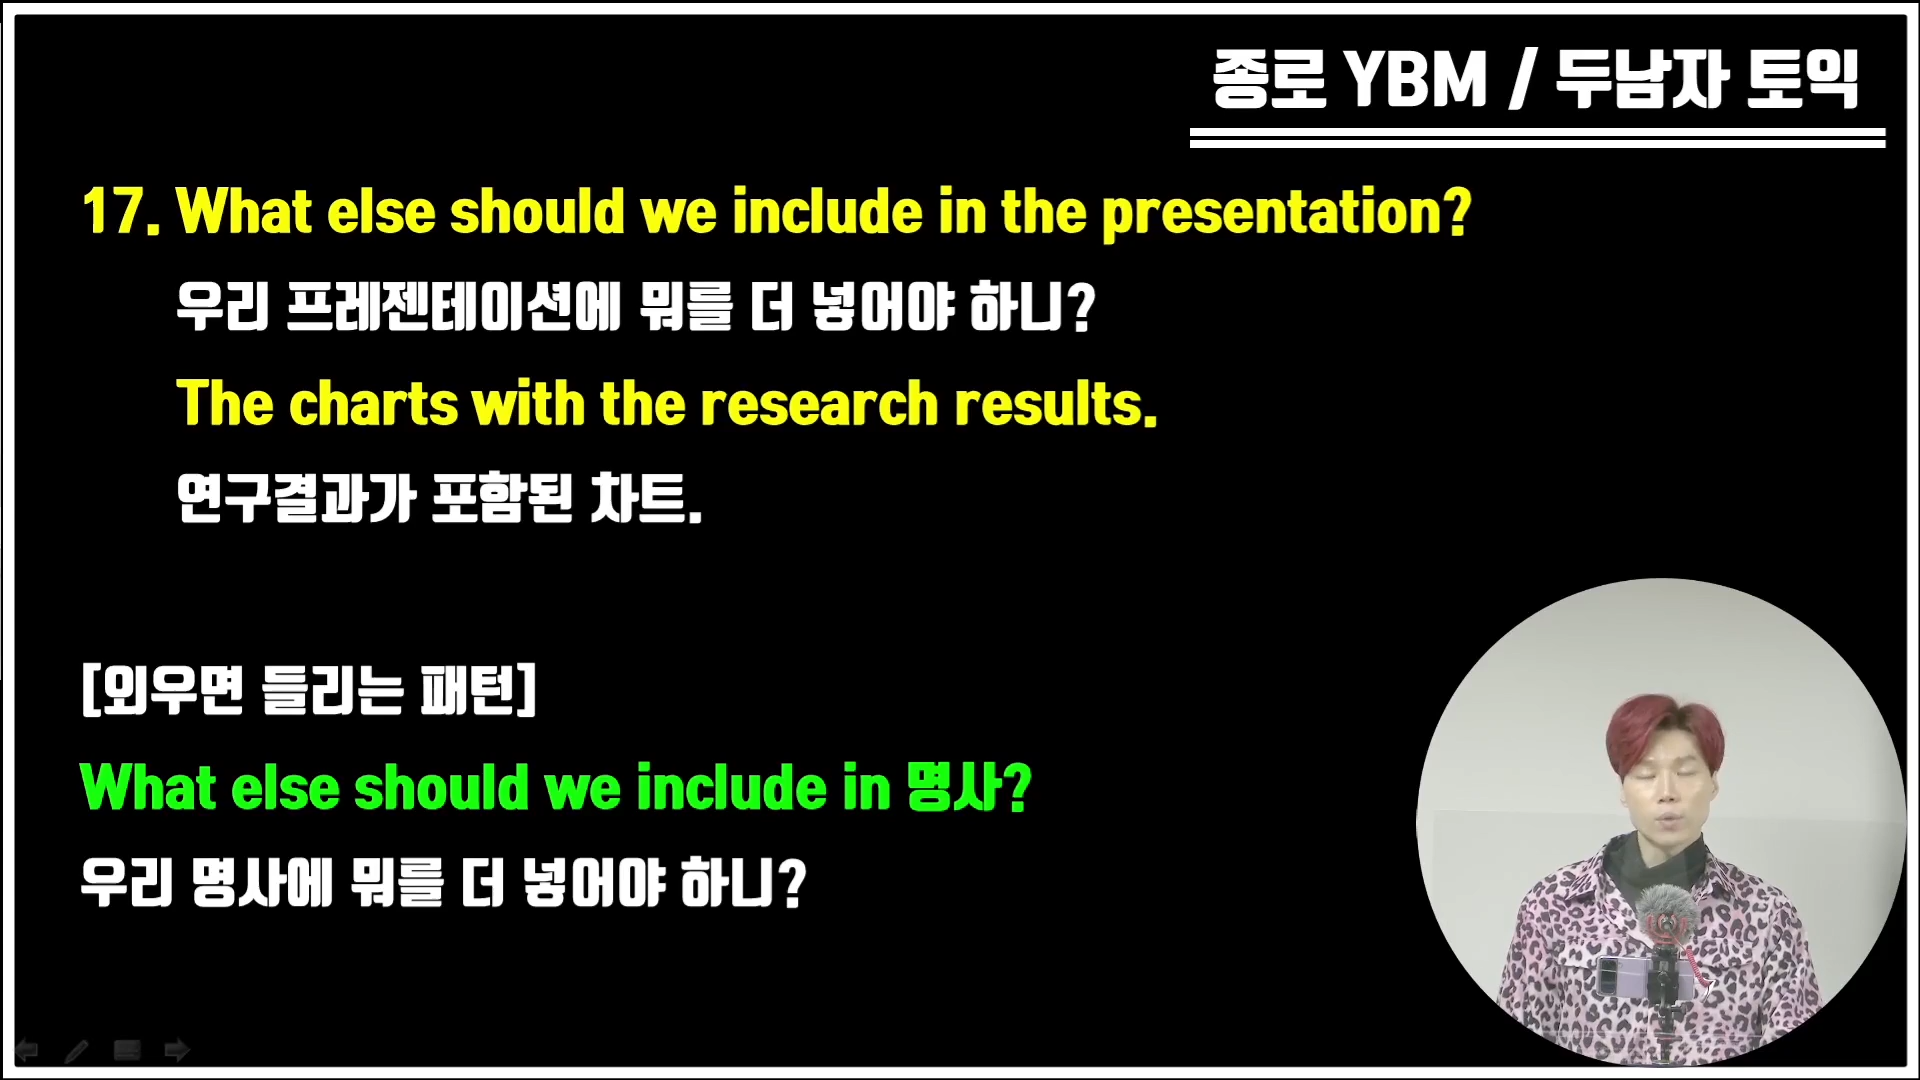 종로 YBM / 두남자 토익
17. What else should we include in the presentation?
우리 프레젠테이션에 뭐를 더 넣어야 하니?
The charts with the research results.
연구결과가 포함된 차트.
[외우면 들리는 패턴]
What else should we include in 명사?
우리 명사에 뭐를 더 넣어야 하니?